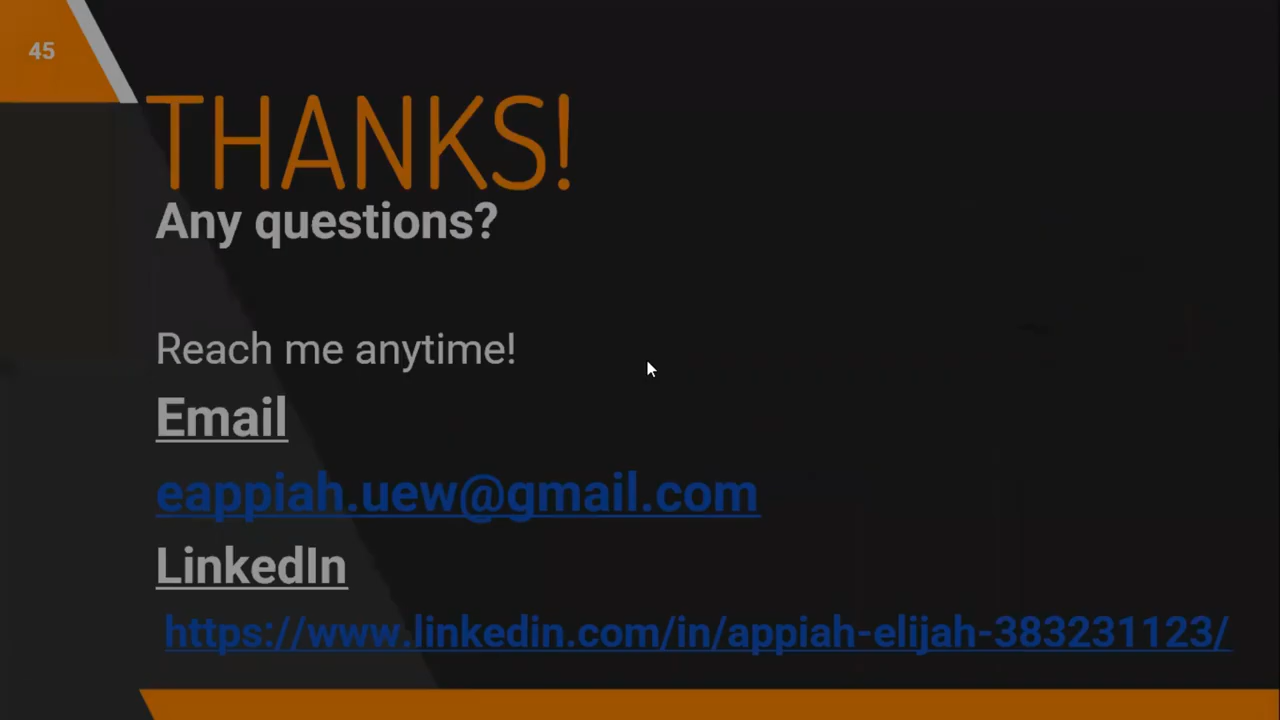 45
THANKS!
Any questions?
Reach me anytime!
Email
eappiah.uew@gmail.com
LinkedIn
https://www.linkedin.com/in/appiah-elijah-383231123/